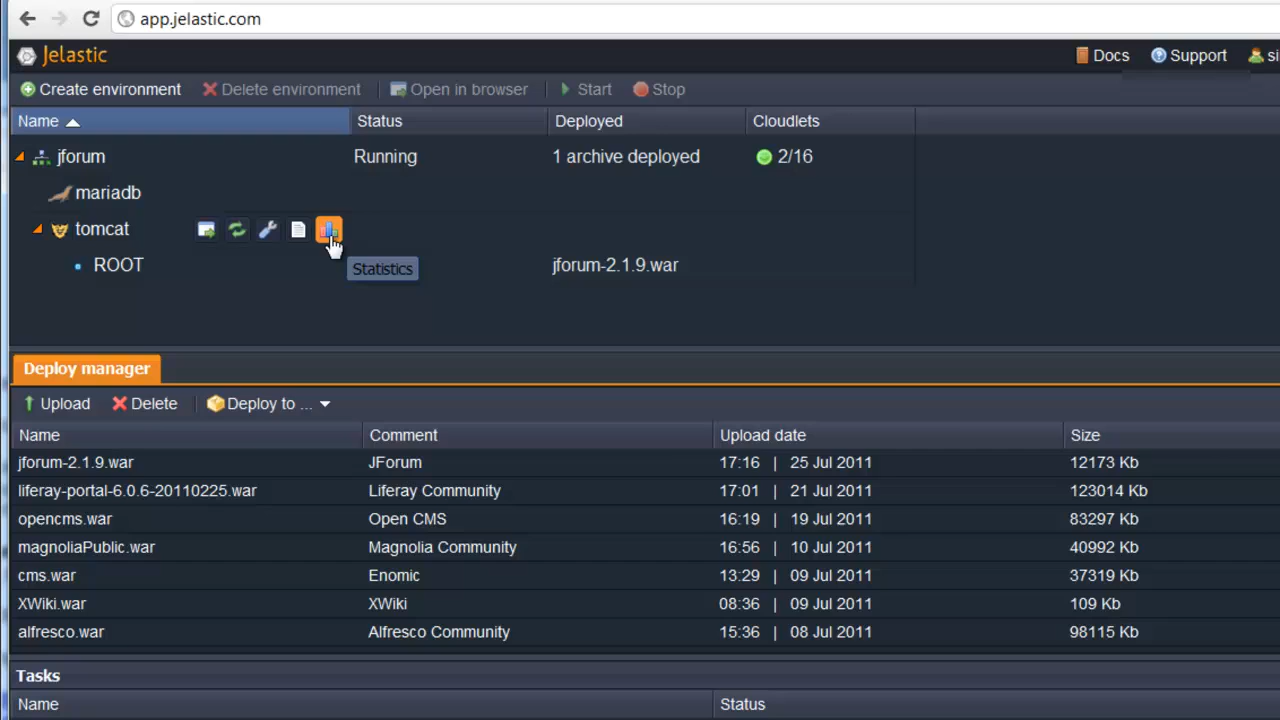 app.jelastic.com
Jelastic Docs Support si
Create environment Delete environment Open in browser Start Stop
Name Status Deployed Cloudlets
jforum Running 1 archive deployed 2/16
mariadb
tomcat
Statistics
ROOT jforum-2.1.9.war
Deploy manager
Upload Delete Deploy to ...
Name Comment Upload date Size
jforum-2.1.9.war JForum 17:16 | 25 Jul 2011 12173 Kb
liferay-portal-6.0.6-20110225.war Liferay Community 17:01 | 21 Jul 2011 123014 Kb
opencms.war Open CMS 16:19 | 19 Jul 2011 83297 Kb
magnoliaPublic.war Magnolia Community 16:56 | 10 Jul 2011 40992 Kb
cms.war Enomic 13:29 | 09 Jul 2011 37319 Kb
XWiki.war XWiki 08:36 | 09 Jul 2011 109 Kb
alfresco.war Alfresco Community 15:36 | 08 Jul 2011 98115 Kb
Tasks
Name Status